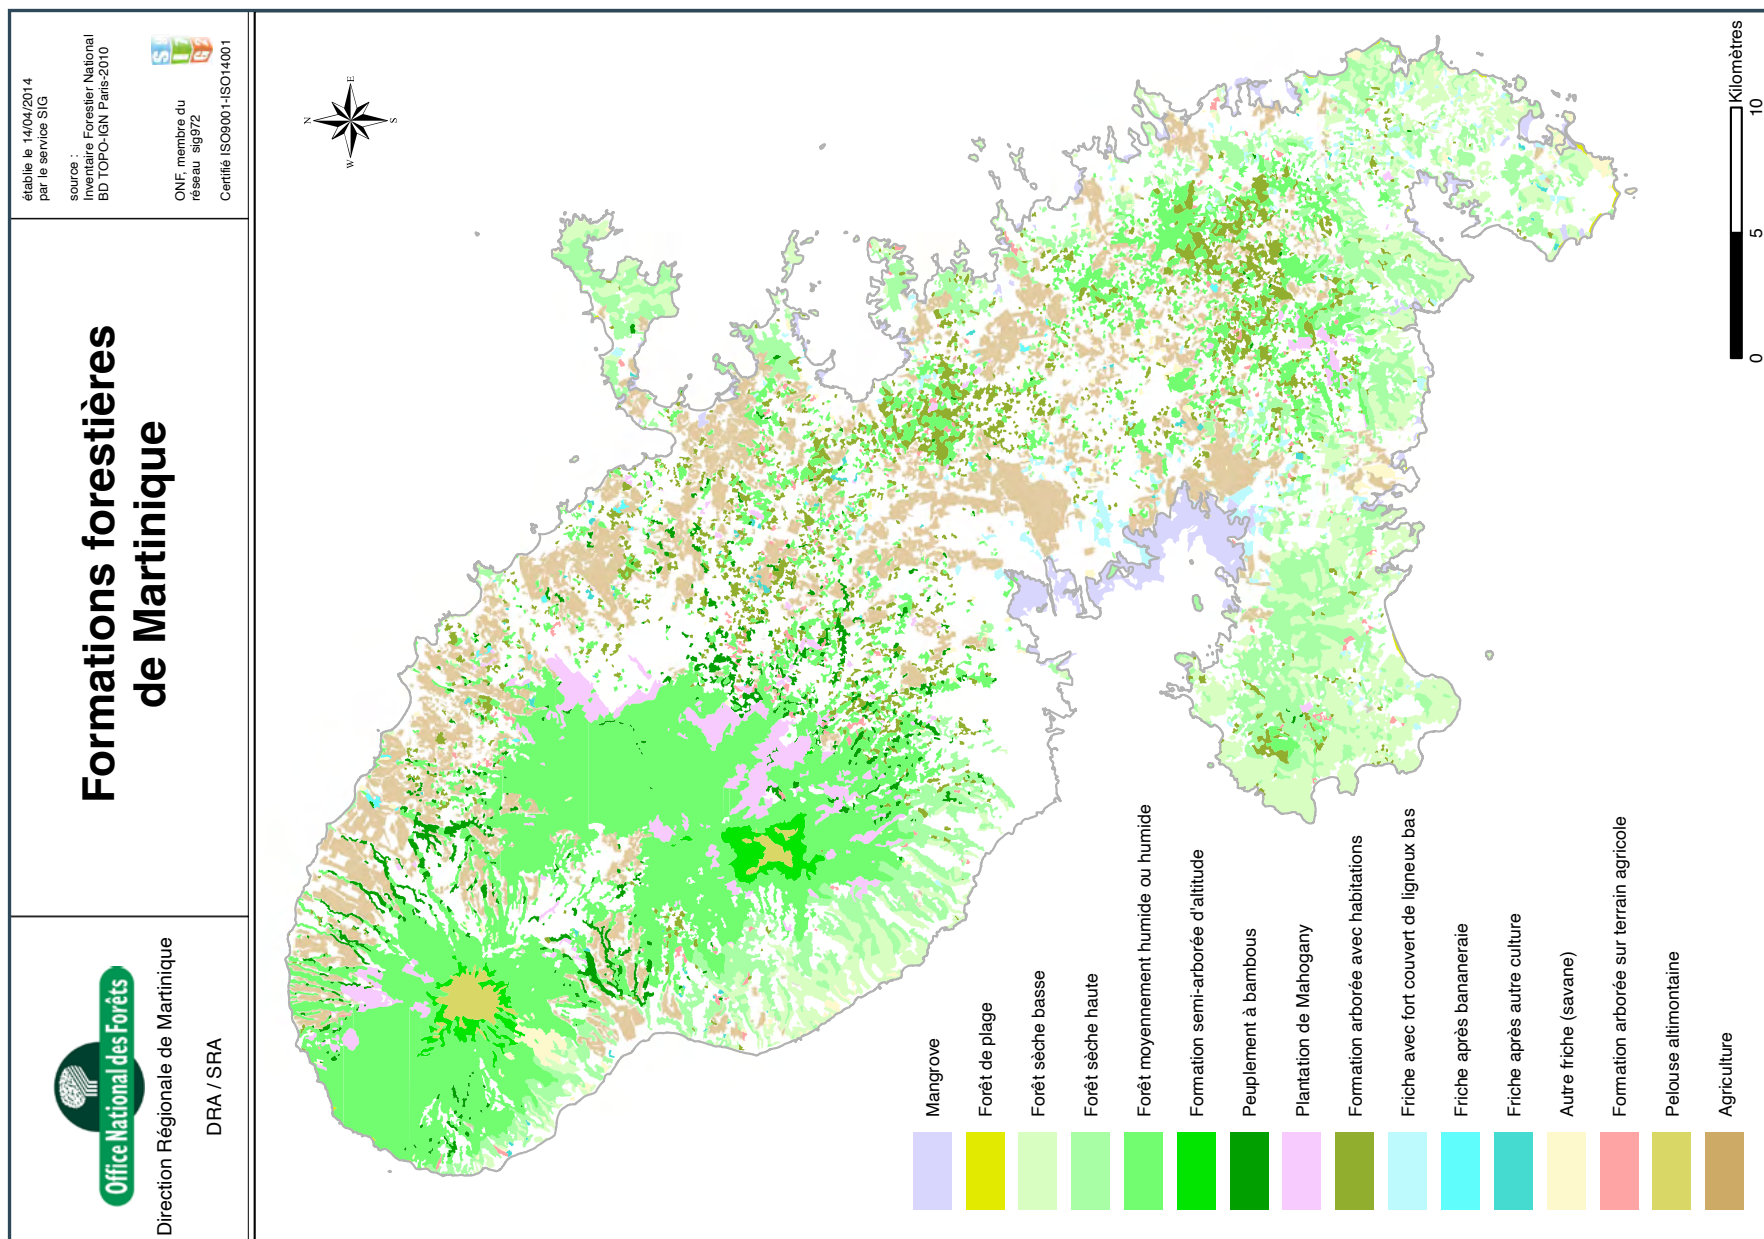 Office National des Forêts
Direction Régionale de Martinique
DRA / SRA
Formations forestières
de Martinique
établie le 14/04/2014
par le service SIG
source :
Inventaire Forestier National
BD TOPO-IGN Paris-2010
ONF, membre du
réseau sig972
Certifié ISO9001-ISO14001
N
E
S
W
Mangrove
Forêt de plage
Forêt sèche basse
Forêt sèche haute
Forêt moyennement humide ou humide
Formation semi-arborée d'altitude
Peuplement à bambous
Plantation de Mahogany
Formation arborée avec habitations
Friche avec fort couvert de ligneux bas
Friche après bananeraie
Friche après autre culture
Autre friche (savane)
Formation arborée sur terrain agricole
Pelouse altimontaine
Agriculture
0 5 10
Kilomètres